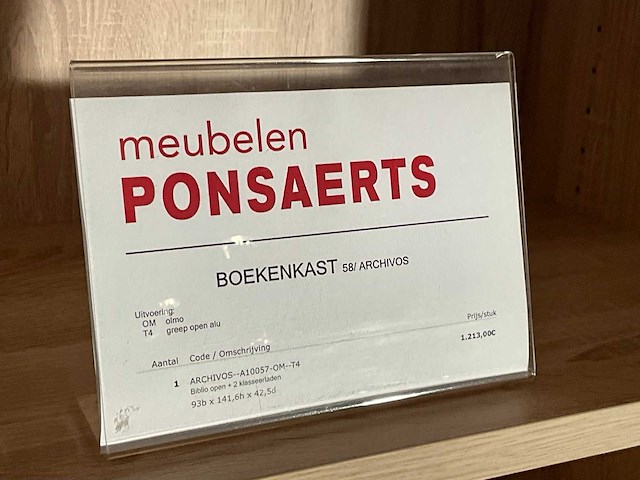 meubelen
PONSAERTS
BOEKENKAST 58/ ARCHIVOS
Uitvoering:
OM olmo
T4 greep open alu
Aantal Code / Omschrijving Prijs/stuk
1 ARCHIVOS--A10057-OM--T4 1.213,00€
Biblio open + 2 klasseerladen
93b x 141,6h x 42,5d